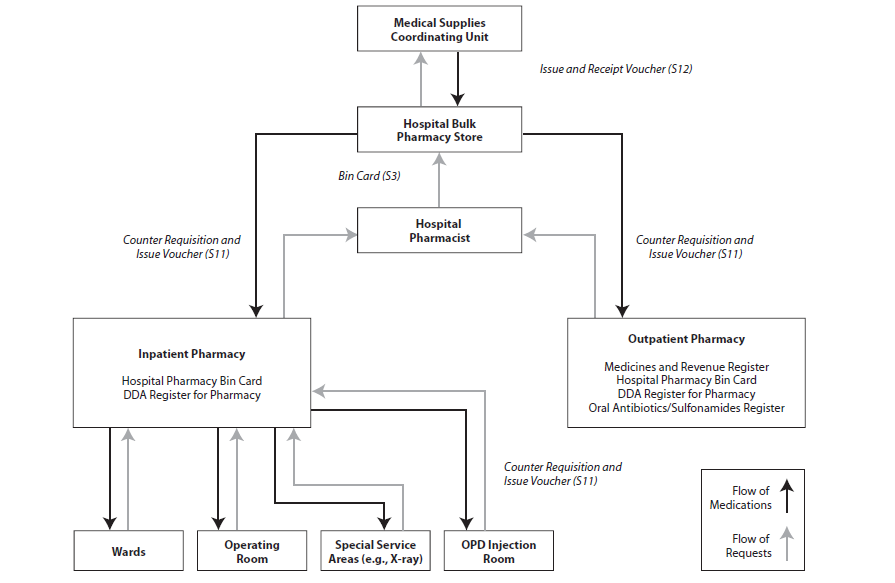 Medical Supplies
Coordinating Unit
Issue and Receipt Voucher (S12)
Hospital Bulk
Pharmacy Store
Bin Card (S3)
Hospital
Pharmacist
Counter Requisition and
Issue Voucher (S11)
Counter Requisition and
Issue Voucher (S11)
Inpatient Pharmacy
Hospital Pharmacy Bin Card
DDA Register for Pharmacy
Outpatient Pharmacy
Medicines and Revenue Register
Hospital Pharmacy Bin Card
DDA Register for Pharmacy
Oral Antibiotics/Sulfonamides Register
Counter Requisition and
Issue Voucher (S11)
Wards
Operating
Room
Special Service
Areas (e.g., X-ray)
OPD Injection
Room
Flow of
Medications
Flow of
Requests